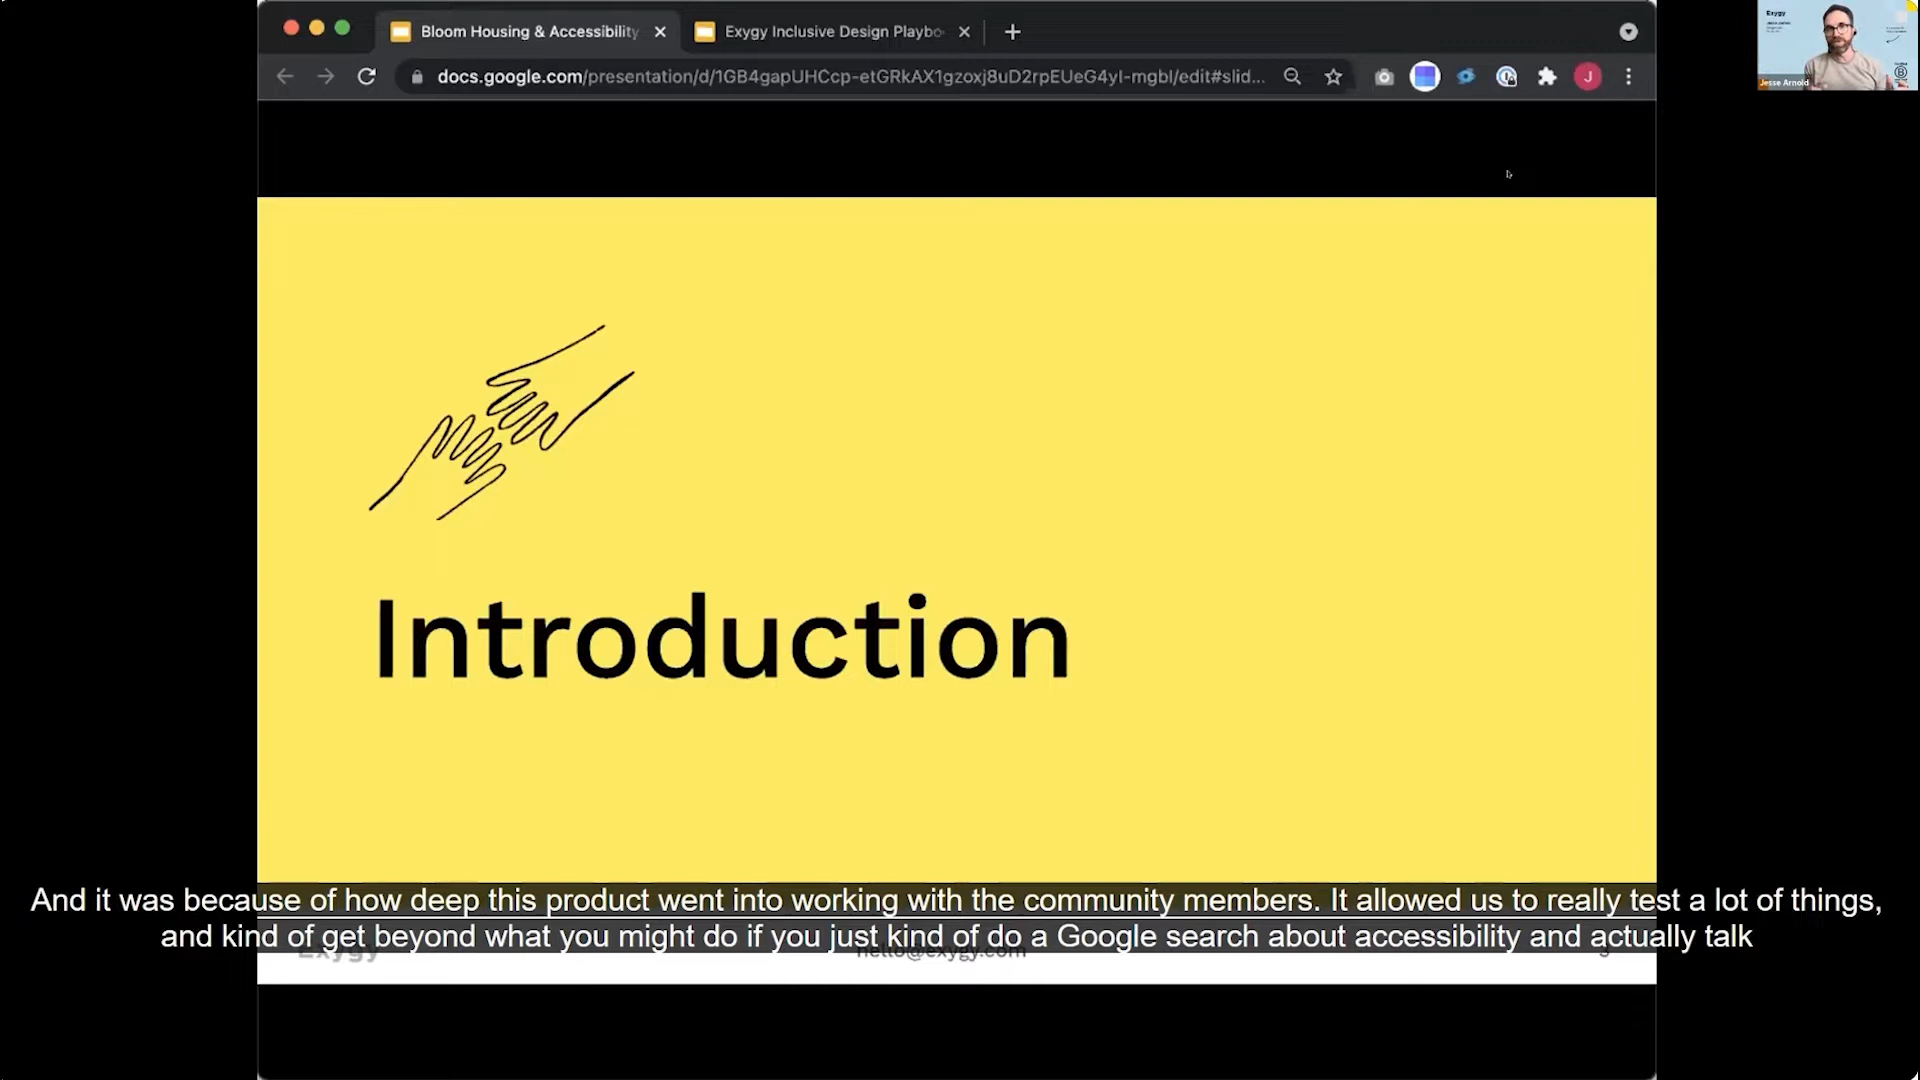 Bloom Housing & Accessibility
Exygy Inclusive Design Playbo
docs.google.com/presentation/d/1GB4gapUHCcp-etGRkAX1gzoxj8uD2rpEUeG4yI-mgbI/edit#slid...
J
Exygy
Jesse Arnold
Introduction
And it was because of how deep this product went into working with the community members. It allowed us to really test a lot of things,
and kind of get beyond what you might do if you just kind of do a Google search about accessibility and actually talk
Exygy
hello@exygy.com